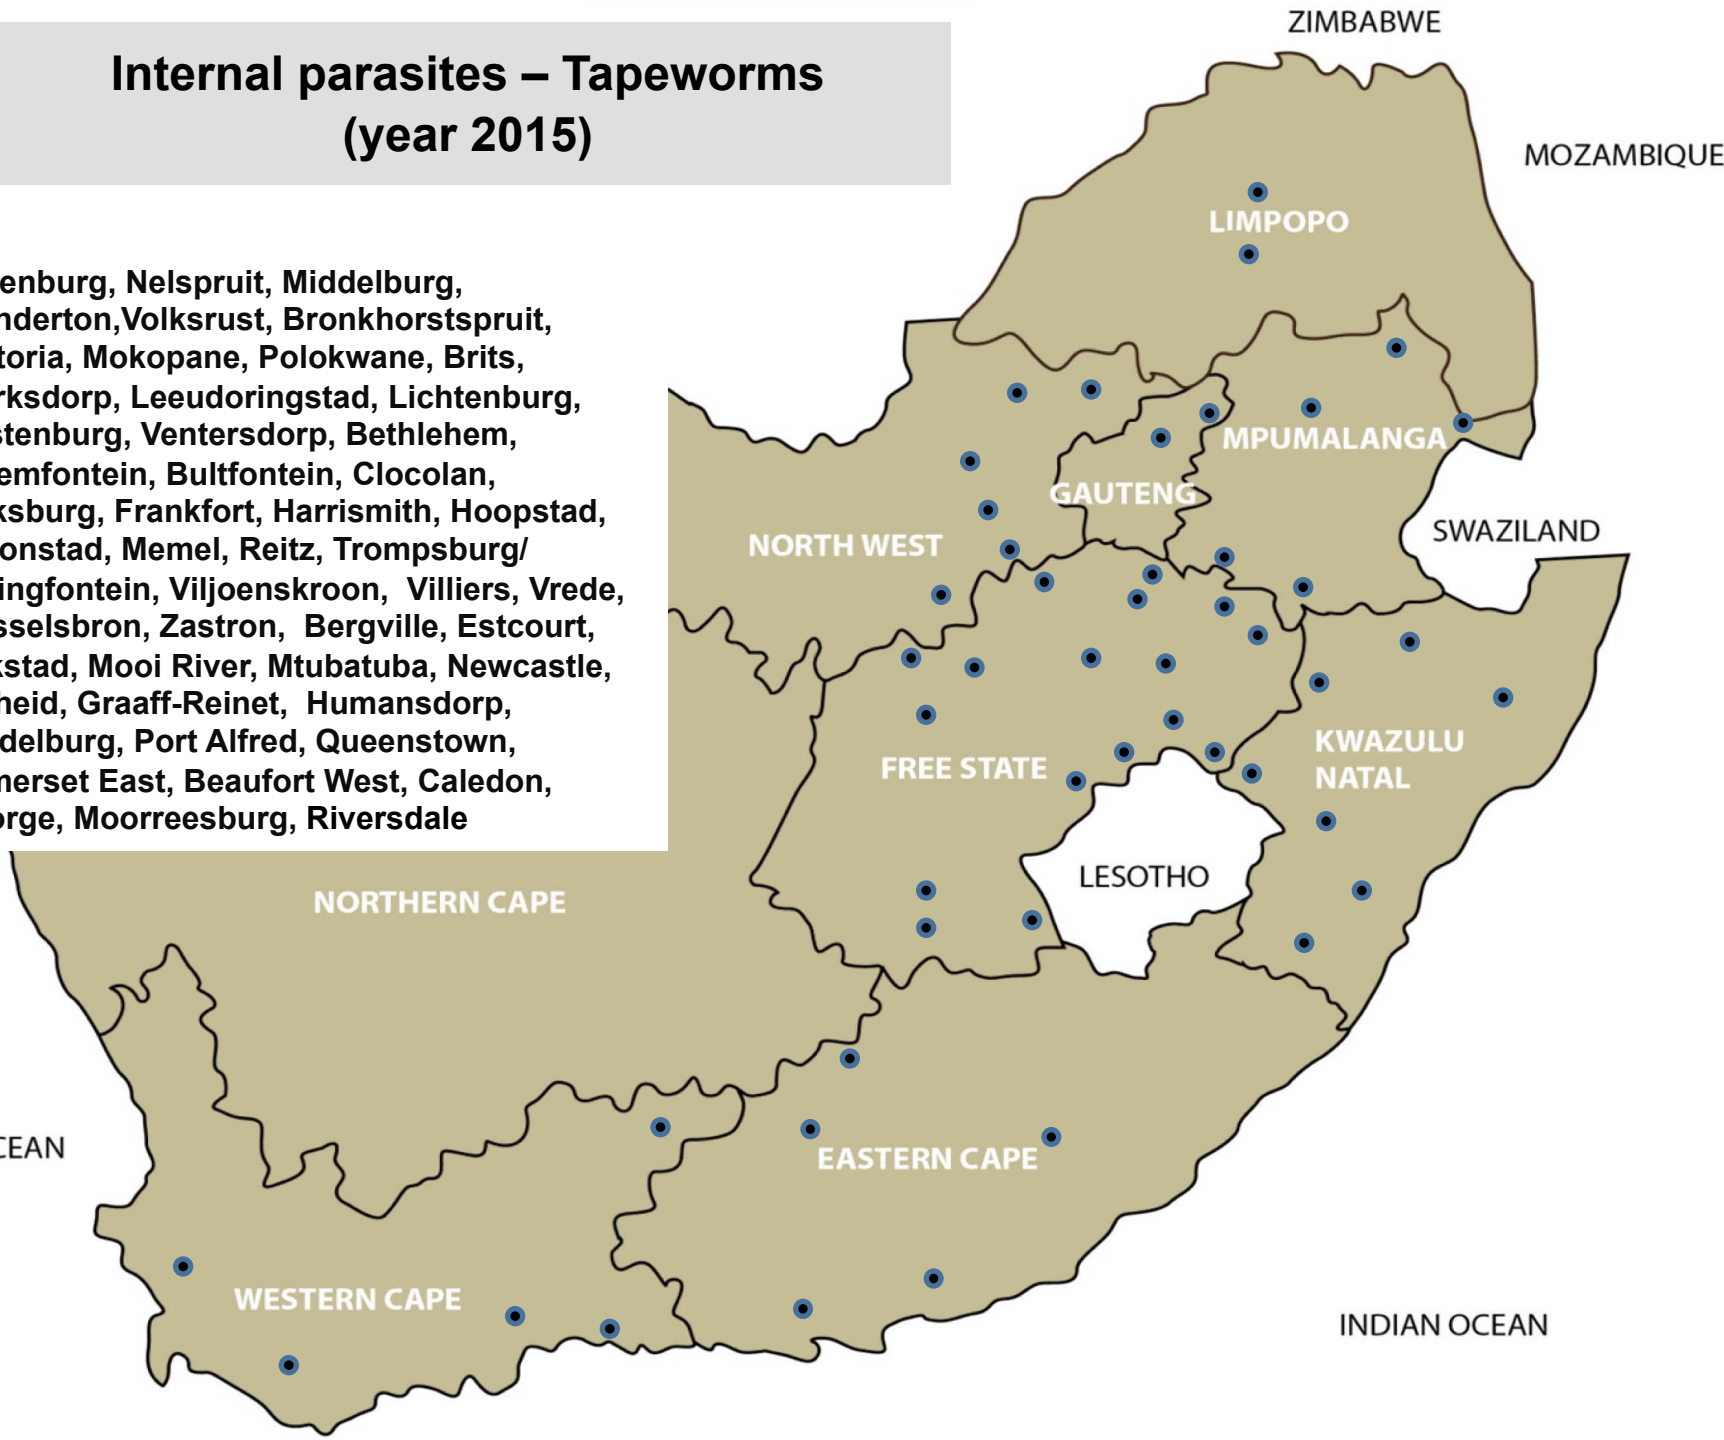 Internal parasites – Tapeworms
(year 2015)
ZIMBABWE
MOZAMBIQUE
LIMPOPO
enburg, Nelspruit, Middelburg,
nderton,Volksrust, Bronkhorstspruit,
toria, Mokopane, Polokwane, Brits,
rksdorp, Leeudoringstad, Lichtenburg,
stenburg, Ventersdorp, Bethlehem,
emfontein, Bultfontein, Clocolan,
ksburg, Frankfort, Harrismith, Hoopstad,
onstad, Memel, Reitz, Trompsburg/
ingfontein, Viljoenskroon, Villiers, Vrede,
sselsbron, Zastron, Bergville, Estcourt,
kstad, Mooi River, Mtubatuba, Newcastle,
heid, Graaff-Reinet, Humansdorp,
delburg, Port Alfred, Queenstown,
merset East, Beaufort West, Caledon,
orge, Moorreesburg, Riversdale
MPUMALANGA
GAUTENG
NORTH WEST
SWAZILAND
KWAZULU
NATAL
FREE STATE
LESOTHO
NORTHERN CAPE
CEAN
EASTERN CAPE
WESTERN CAPE
INDIAN OCEAN